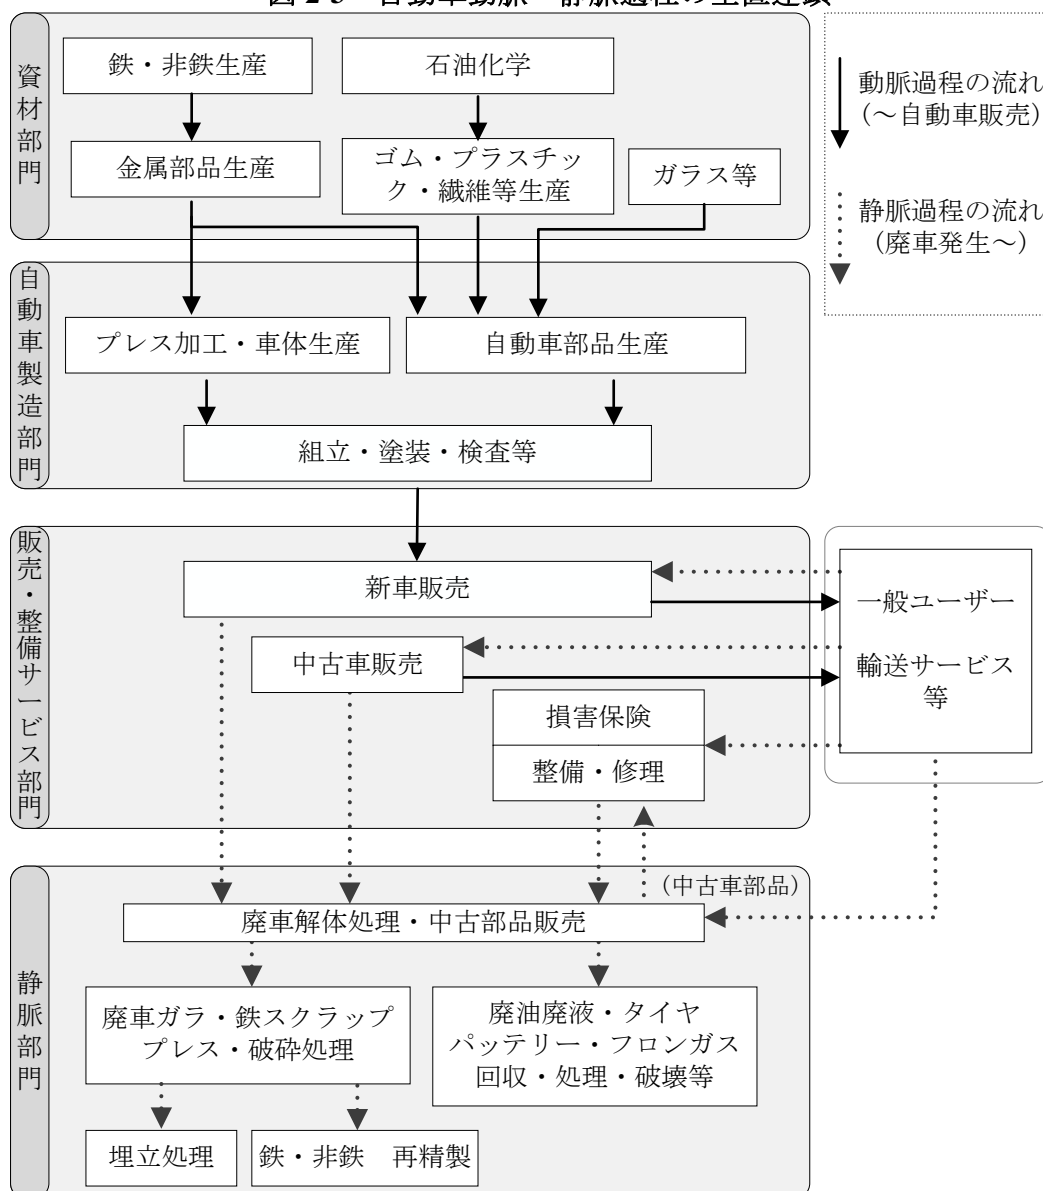 図 自動車動脈・静脈過程の垂直連鎖
資材部門
鉄・非鉄生産
石油化学
金属部品生産
ゴム・プラスチッ
ク・繊維等生産
ガラス等
動脈過程の流れ
（～自動車販売）
静脈過程の流れ
（廃車発生～）
自動車製造部門
プレス加工・車体生産
自動車部品生産
組立・塗装・検査等
販売・整備サービス部門
新車販売
中古車販売
損害保険
整備・修理
一般ユーザー
輸送サービス
等
静脈部門
（中古車部品）
廃車解体処理・中古部品販売
廃車ガラ・鉄スクラップ
プレス・破砕処理
廃油廃液・タイヤ
パッテリー・フロンガス
回収・処理・破壊等
埋立処理
鉄・非鉄　再精製